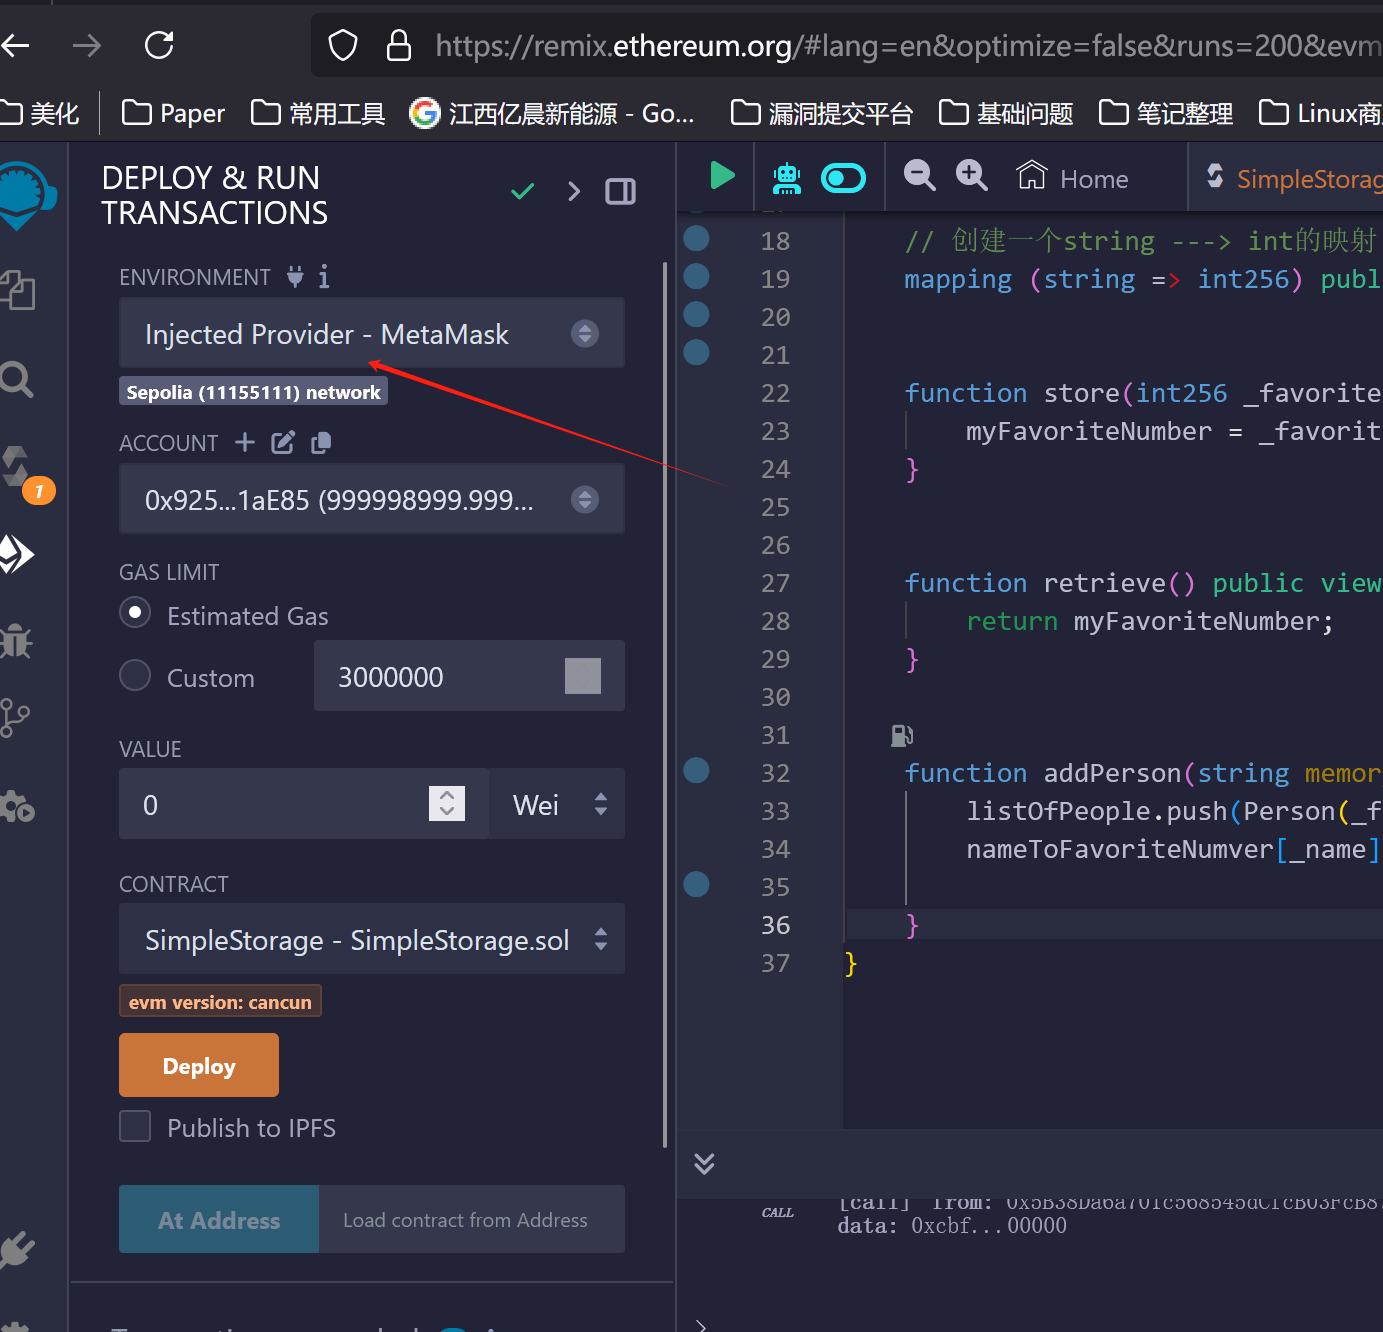 https://remix.ethereum.org/#lang=en&optimize=false&runs=200&evm
美化
Paper
常用工具
江西亿晨新能源 - Go...
漏洞提交平台
基础问题
笔记整理
Linux商
DEPLOY & RUN
TRANSACTIONS
ENVIRONMENT
Injected Provider - MetaMask
Sepolia (11155111) network
ACCOUNT
0x925...1aE85 (999998999.999...
GAS LIMIT
Estimated Gas
Custom
3000000
VALUE
0
Wei
CONTRACT
SimpleStorage - SimpleStorage.sol
evm version: cancun
Deploy
Publish to IPFS
At Address
Load contract from Address
1
Home
SimpleStorag
18 // 创建一个string ---> int的映射
19 mapping (string => int256) publ
20
21
22 function store(int256 _favorite
23 myFavoriteNumber = _favorit
24 }
25
26
27 function retrieve() public view
28 return myFavoriteNumber;
29 }
30
31
32 function addPerson(string memor
33 listOfPeople.push(Person(_f
34 nameToFavoriteNumver[_name]
35
36 }
37 }
CALL
[call] from: 
data: 0xcbf...00000
>